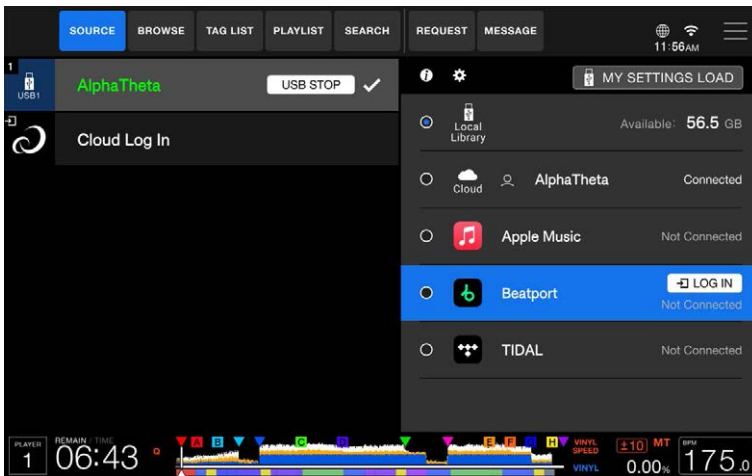 SOURCE BROWSE TAG LIST PLAYLIST SEARCH REQUEST MESSAGE
11:56AM
1
USB1
AlphaTheta
USB STOP
Cloud Log In
MY SETTINGS LOAD
Local
Library
Available: 56.5 GB
Cloud
AlphaTheta
Connected
Apple Music
Not Connected
Beatport
LOG IN
Not Connected
TIDAL
Not Connected
PLAYER
1
REMAIN / TIME
06:43
Q
A B C D E F G H
VINYL
SPEED
VINYL
±10 MT
0.00%
BPM
175.0